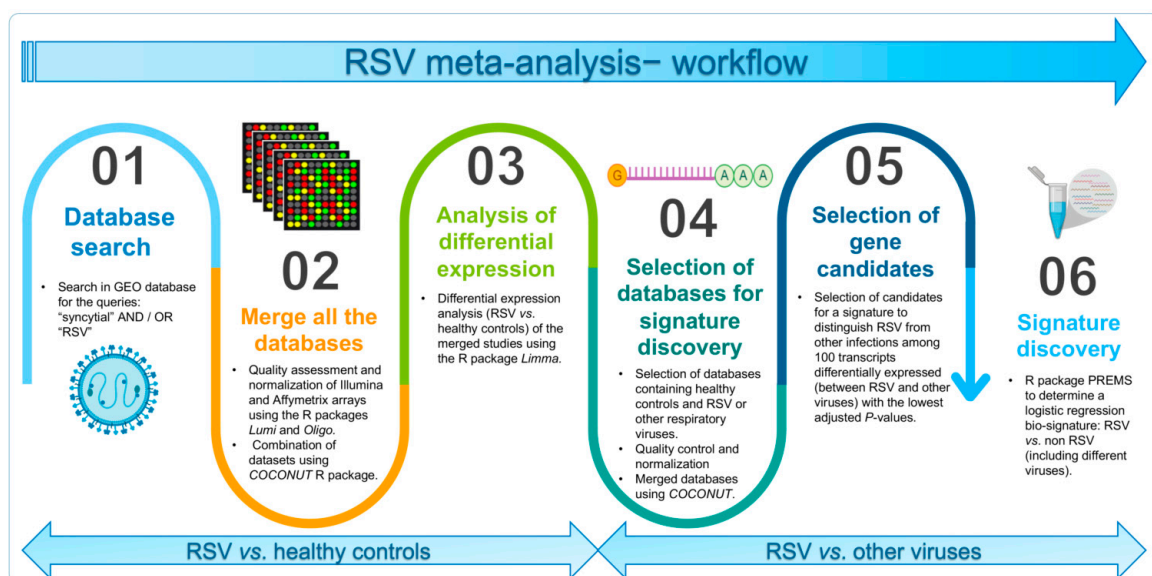 RSV meta-analysis− workflow
01
Database
search
• Search in GEO database
for the queries:
“syncytial” AND / OR
“RSV”
02
Merge all the
databases
• Quality assessment and
normalization of Illumina
and Affymetrix arrays
using the R packages
Lumi and Oligo.
• Combination of
datasets using
COCONUT R package.
03
Analysis of
differential
expression
• Differential expression
analysis (RSV vs.
healthy controls) of the
merged studies using
the R package Limma.
G A A A
04
Selection of
databases for
signature
discovery
• Selection of databases
containing healthy
controls and RSV or
other respiratory
viruses.
• Quality control and
normalization
• Merged databases
using COCONUT.
05
Selection of
gene
candidates
• Selection of candidates
for a signature to
distinguish RSV from
other infections among
100 transcripts
differentially expressed
(between RSV and other
viruses) with the lowest
adjusted P-values.
06
Signature
discovery
• R package PREMS
to determine a
logistic regression
bio-signature: RSV
vs. non RSV
(including different
viruses).
RSV vs. healthy controls
RSV vs. other viruses